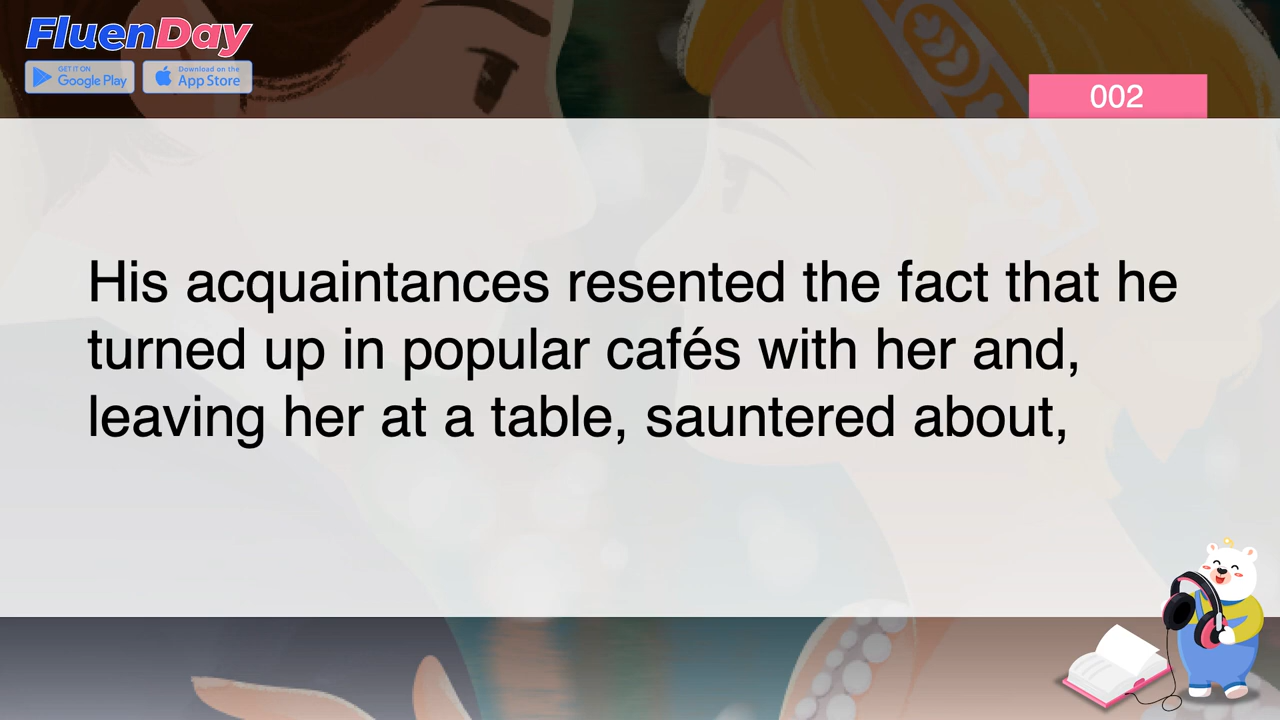 FluenDay
GET IT ON
Google Play
Download on the
App Store
002
His acquaintances resented the fact that he
turned up in popular cafés with her and,
leaving her at a table, sauntered about,